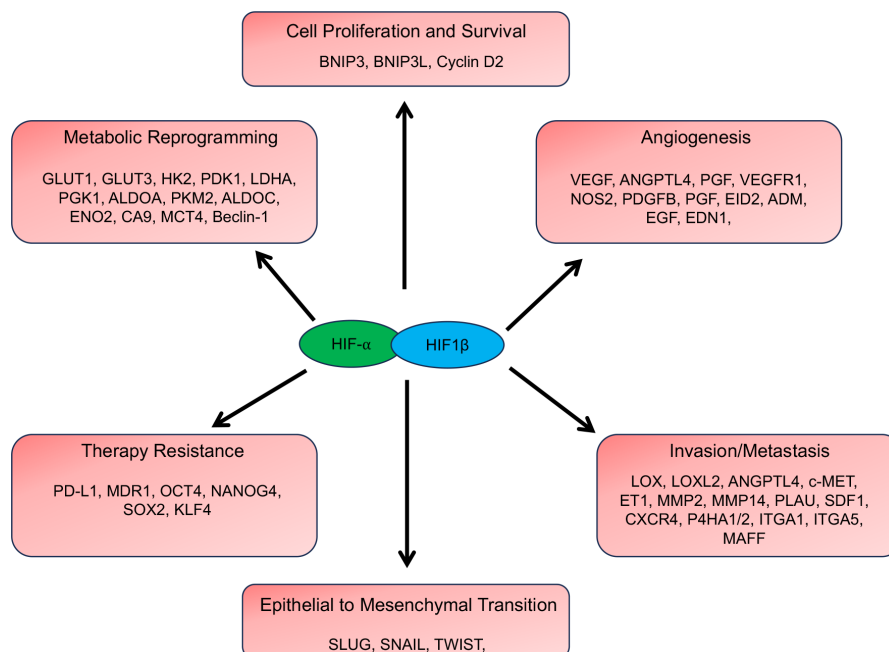 Cell Proliferation and Survival
BNIP3, BNIP3L, Cyclin D2
Metabolic Reprogramming
GLUT1, GLUT3, HK2, PDK1, LDHA,
PGK1, ALDOA, PKM2, ALDOC,
ENO2, CA9, MCT4, Beclin-1
Angiogenesis
VEGF, ANGPTL4, PGF, VEGFR1,
NOS2, PDGFB, PGF, EID2, ADM,
EGF, EDN1,
HIF-α
HIF1β
Therapy Resistance
PD-L1, MDR1, OCT4, NANOG4,
SOX2, KLF4
Invasion/Metastasis
LOX, LOXL2, ANGPTL4, c-MET,
ET1, MMP2, MMP14, PLAU, SDF1,
CXCR4, P4HA1/2, ITGA1, ITGA5,
MAFF
Epithelial to Mesenchymal Transition
SLUG, SNAIL, TWIST,